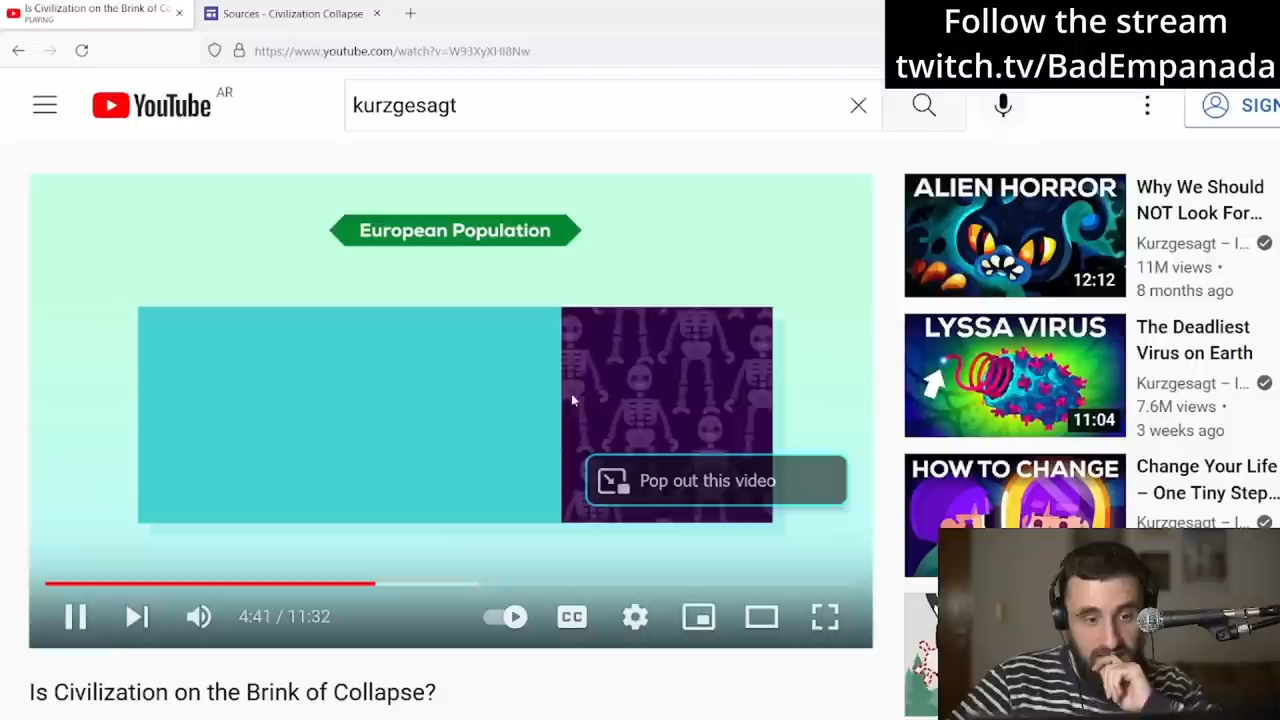 Is Civilization on the Brink of Co
PLAYING
Sources - Civilization Collapse
https://www.youtube.com/watch?v=W93XyXHI8Nw
Follow the stream
twitch.tv/BadEmpanada
YouTube AR
kurzgesagt
SIGN
European Population
Pop out this video
4:41 / 11:32
CC
Is Civilization on the Brink of Collapse?
ALIEN HORROR
12:12
Why We Should
NOT Look For...
Kurzgesagt – I...
11M views •
8 months ago
LYSSA VIRUS
11:04
The Deadliest
Virus on Earth
Kurzgesagt – I...
7.6M views •
3 weeks ago
HOW TO CHANGE
Change Your Life
– One Tiny Step...
Kurzgesagt – I...